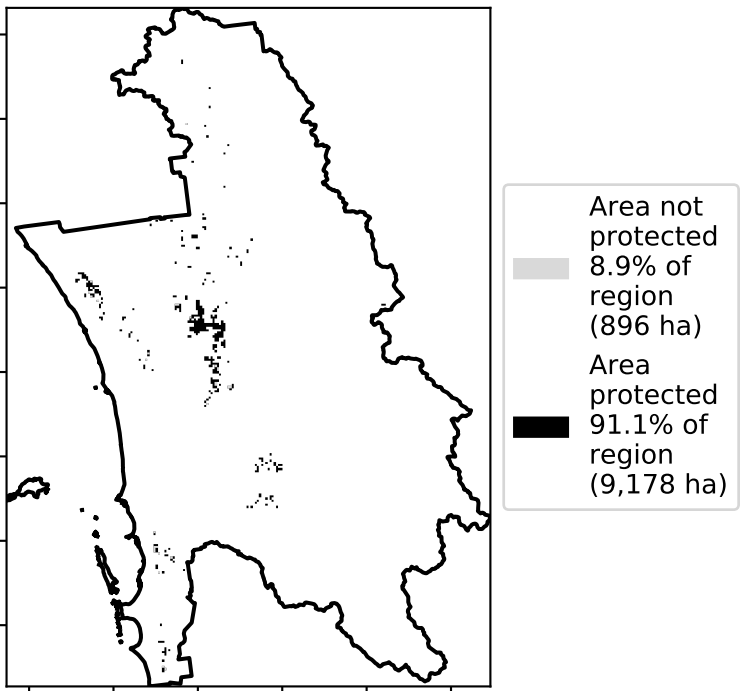 Area not
protected
8.9% of
region
(896 ha)
Area
protected
91.1% of
region
(9,178 ha)